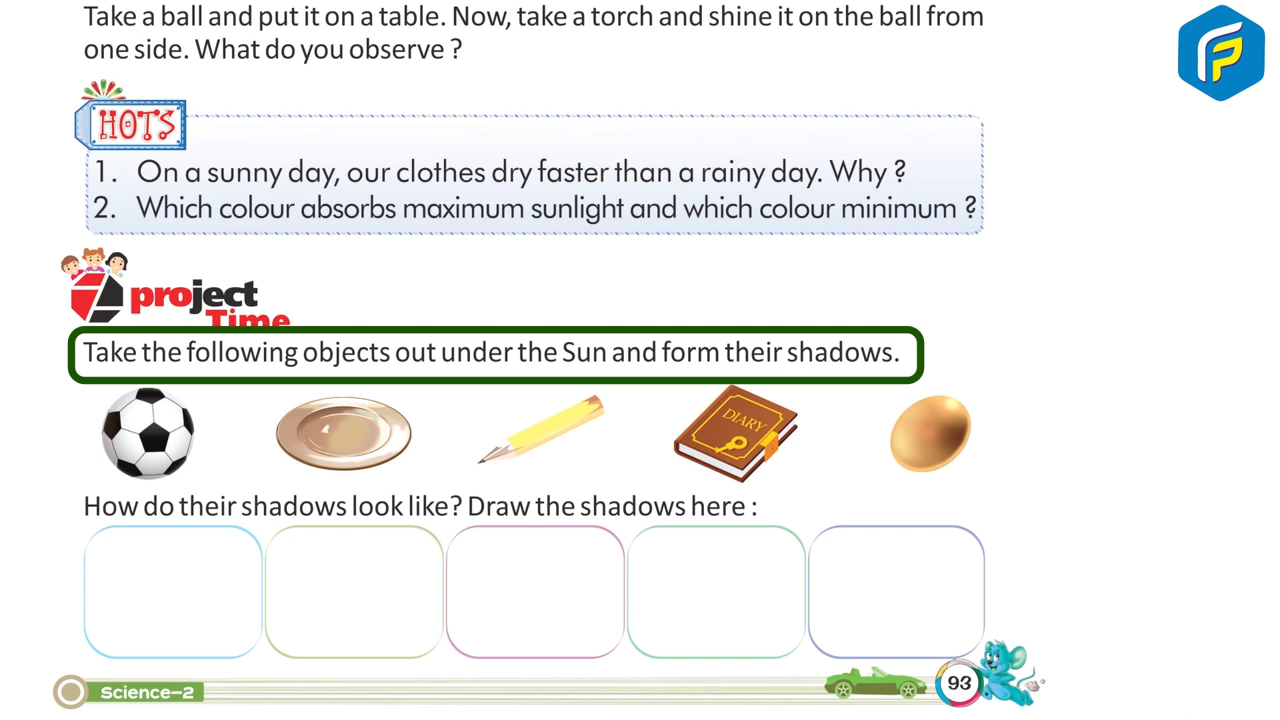 Take a ball and put it on a table. Now, take a torch and shine it on the ball from
one side. What do you observe ?
HOTS
1. On a sunny day, our clothes dry faster than a rainy day. Why ?
2. Which colour absorbs maximum sunlight and which colour minimum ?
project
Time
Take the following objects out under the Sun and form their shadows.
DIARY
How do their shadows look like? Draw the shadows here :
Science–2
93